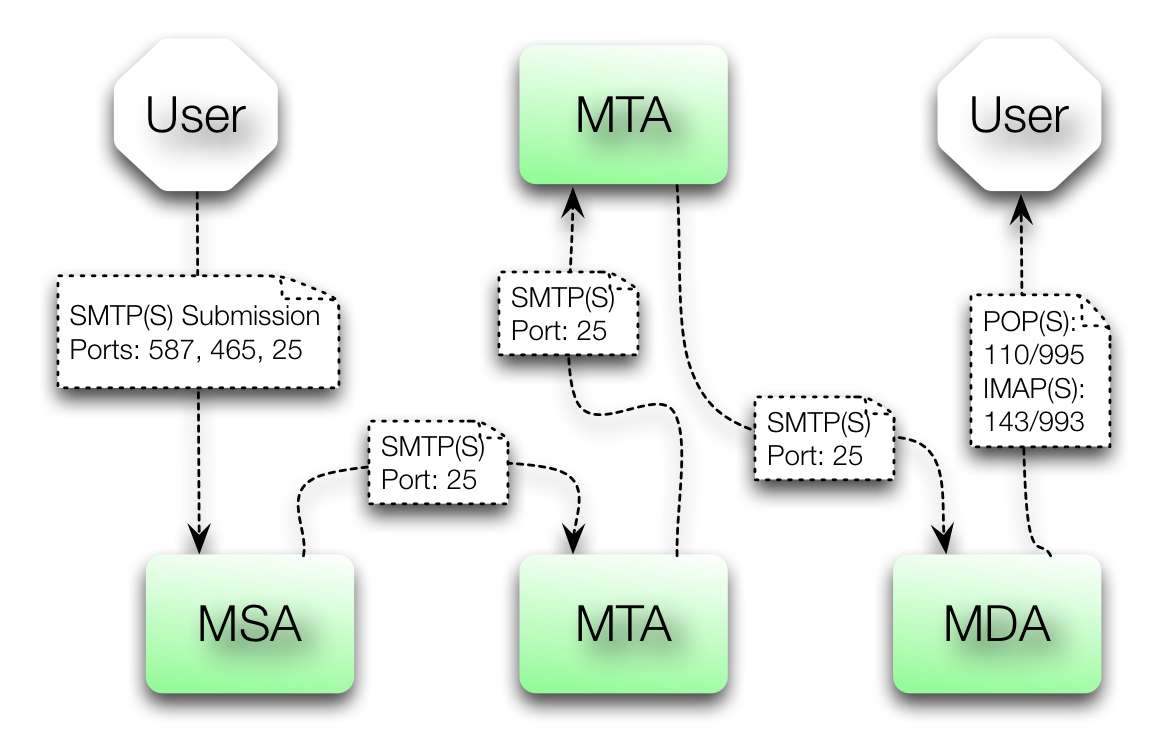 User
MTA
User
SMTP(S) Submission
Ports: 587, 465, 25
SMTP(S)
Port: 25
POP(S):
110/995
IMAP(S):
143/993
SMTP(S)
Port: 25
SMTP(S)
Port: 25
MSA
MTA
MDA